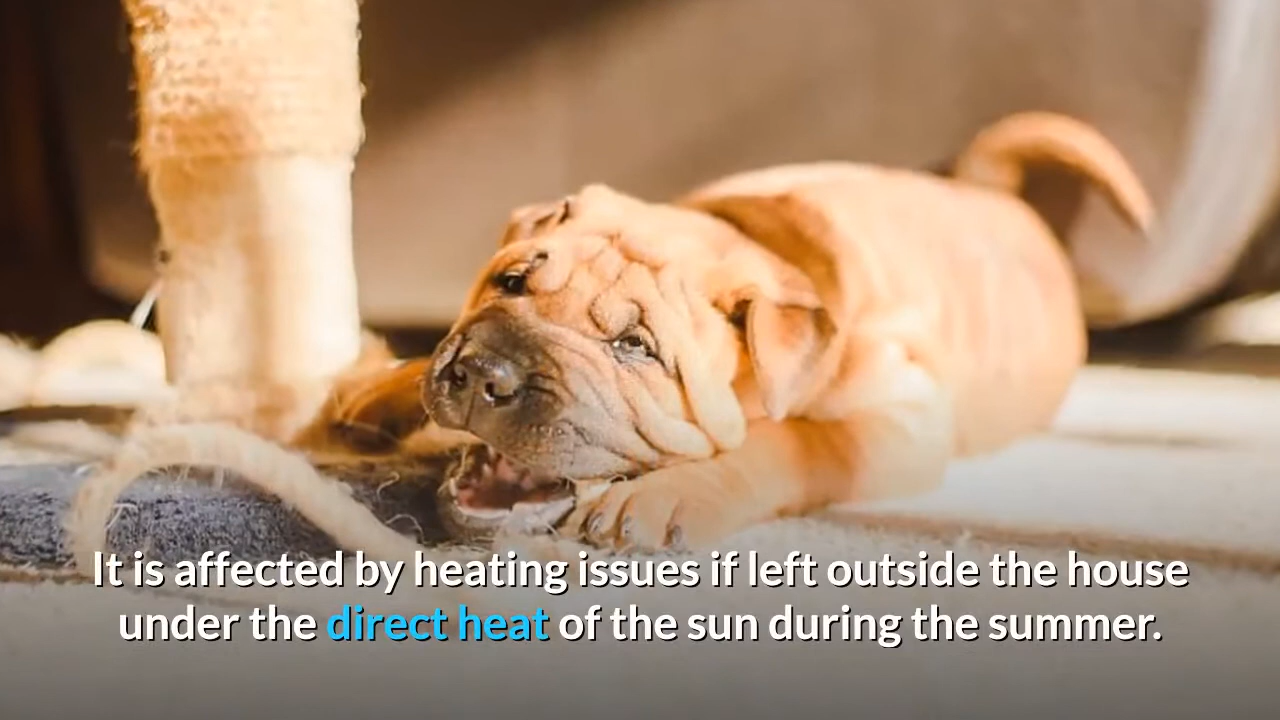 It is affected by heating issues if left outside the house
under the direct heat of the sun during the summer.